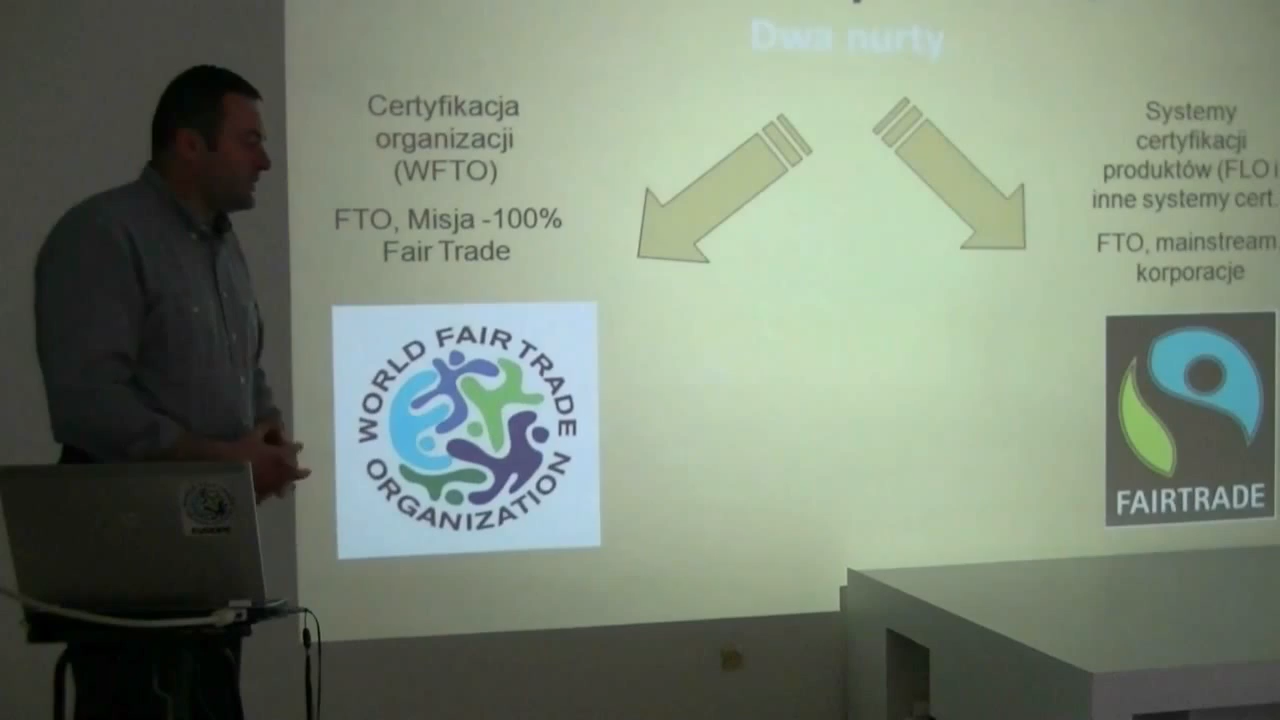 Dwa nurty
Certyfikacja
organizacji
(WFTO)
FTO, Misja -100%
Fair Trade
WORLD FAIR TRADE
ORGANIZATION
Systemy
certyfikacji
produktów (FLO i
inne systemy cert.
FTO, mainstream,
korporacje
FAIRTRADE